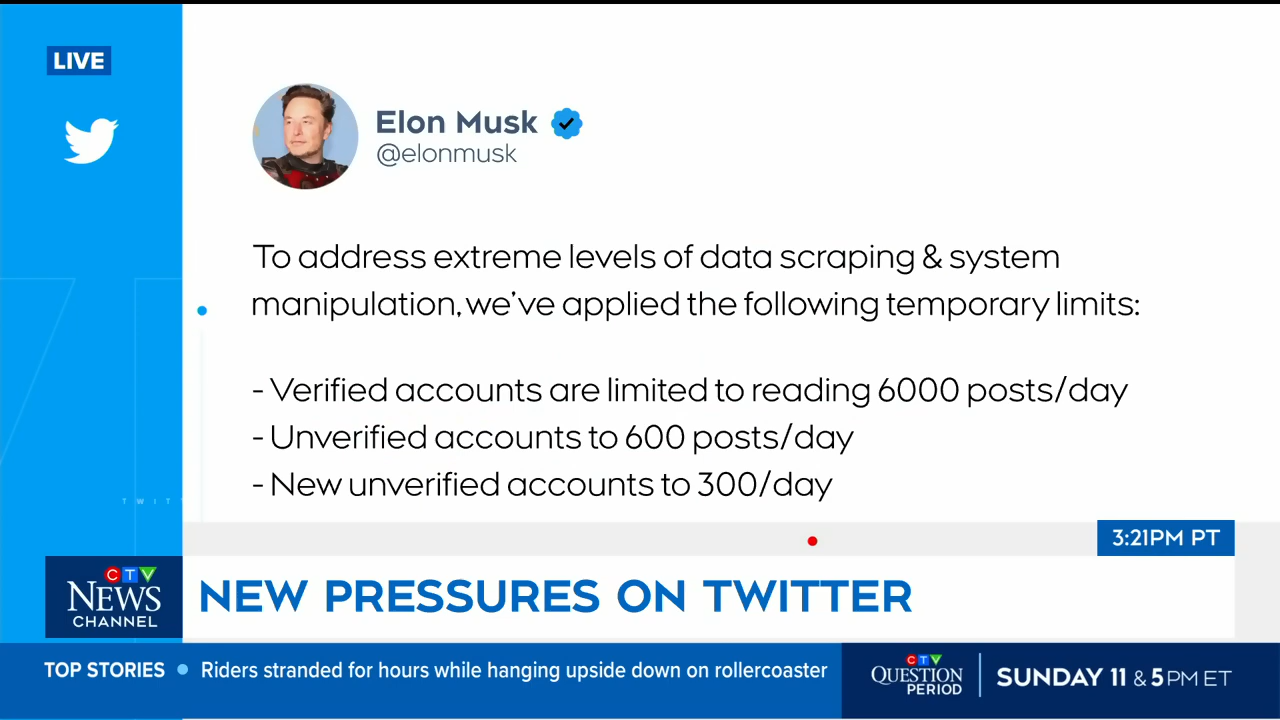 LIVE
Elon Musk
@elonmusk
To address extreme levels of data scraping & system
manipulation, we've applied the following temporary limits:
- Verified accounts are limited to reading 6000 posts/day
- Unverified accounts to 600 posts/day
- New unverified accounts to 300/day
TWIT
3:21PM PT
CTV
NEWS
CHANNEL
NEW PRESSURES ON TWITTER
TOP STORIES
Riders stranded for hours while hanging upside down on rollercoaster
CTV
QUESTION
PERIOD
SUNDAY 11 & 5PM ET